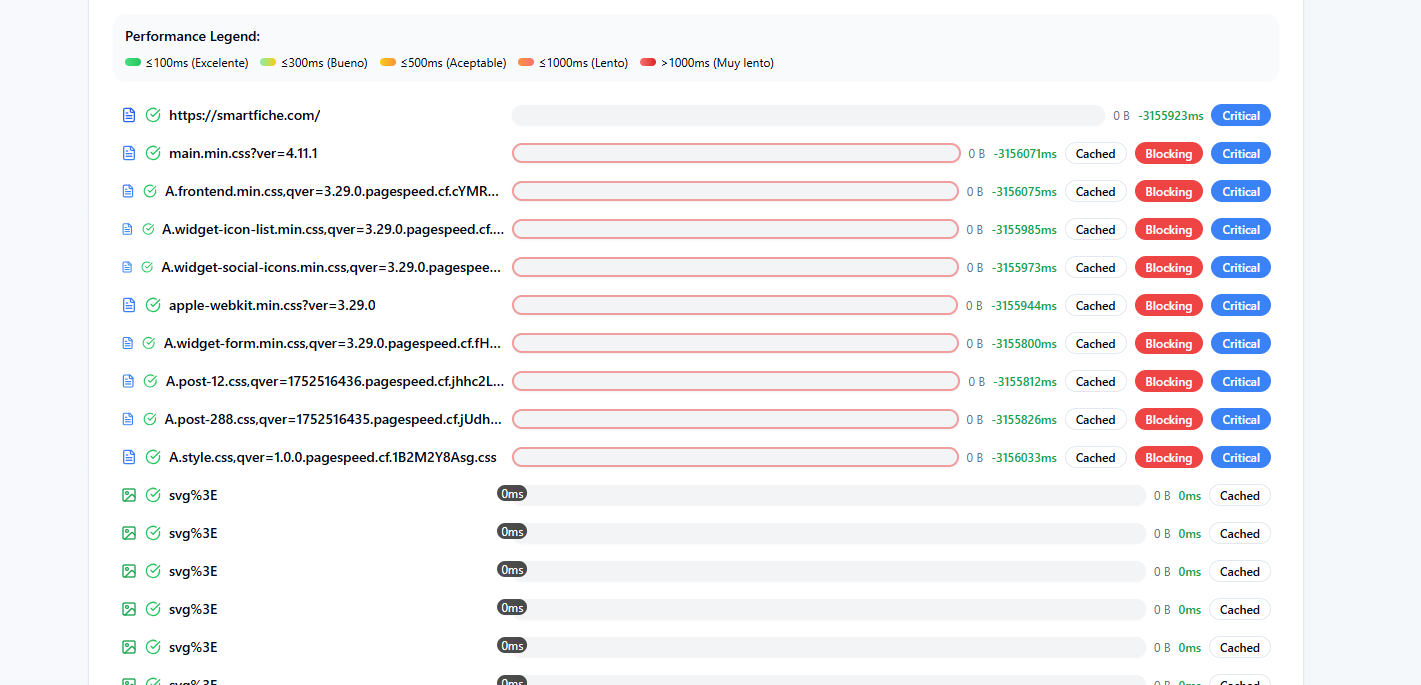 Performance Legend:
≤100ms (Excelente) ≤300ms (Bueno) ≤500ms (Aceptable) ≤1000ms (Lento) >1000ms (Muy lento)
https://smartfiche.com/ 0 B -3155923ms Critical
main.min.css?ver=4.11.1 0 B -3156071ms Cached Blocking Critical
A.frontend.min.css,qver=3.29.0.pagespeed.cf.cYMR... 0 B -3156075ms Cached Blocking Critical
A.widget-icon-list.min.css,qver=3.29.0.pagespeed.cf.... 0 B -3155985ms Cached Blocking Critical
A.widget-social-icons.min.css,qver=3.29.0.pagespee... 0 B -3155973ms Cached Blocking Critical
apple-webkit.min.css?ver=3.29.0 0 B -3155944ms Cached Blocking Critical
A.widget-form.min.css,qver=3.29.0.pagespeed.cf.fH... 0 B -3155800ms Cached Blocking Critical
A.post-12.css,qver=1752516436.pagespeed.cf.jhhc2L... 0 B -3155812ms Cached Blocking Critical
A.post-288.css,qver=1752516435.pagespeed.cf.jUdh... 0 B -3155826ms Cached Blocking Critical
A.style.css,qver=1.0.0.pagespeed.cf.1B2M2Y8Asg.css 0 B -3156033ms Cached Blocking Critical
svg%3E 0ms 0 B 0ms Cached
svg%3E 0ms 0 B 0ms Cached
svg%3E 0ms 0 B 0ms Cached
svg%3E 0ms 0 B 0ms Cached
svg%3E 0ms 0 B 0ms Cached
svg%3E 0ms 0 B 0ms Cached